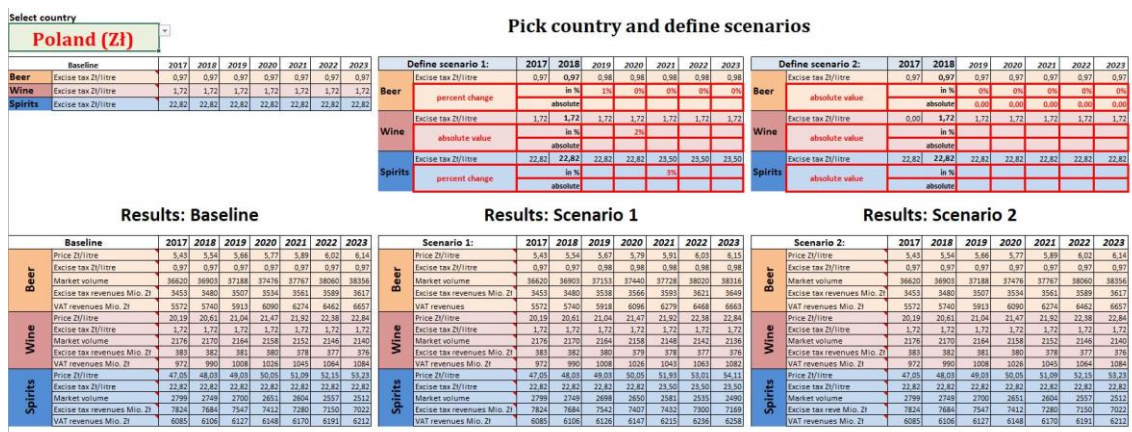 Select country
Poland (Zł)
Pick country and define scenarios
Baseline 2017 2018 2019 2020 2021 2022 2023
Beer Excise tax Zł/litre 0,97 0,97 0,97 0,97 0,97 0,97 0,97
Wine Excise tax Zł/litre 1,72 1,72 1,72 1,72 1,72 1,72 1,72
Spirits Excise tax Zł/litre 22,82 22,82 22,82 22,82 22,82 22,82 22,82
Define scenario 1: 2017 2018 2019 2020 2021 2022 2023
Excise tax Zł/litre 0,97 0,97 0,98 0,98 0,98 0,98 0,98
Beer percent change in % 1% 0% 0% 0% 0%
absolute
Excise tax Zł/litre 1,72 1,72 1,72 1,72 1,72 1,72 1,72
Wine absolute value in % 2%
absolute
Excise tax Zł/litre 22,82 22,82 22,82 22,82 23,50 23,50 23,50
Spirits percent change in % 3%
absolute
Define scenario 2: 2017 2018 2019 2020 2021 2022 2023
Excise tax Zł/litre 0,97 0,97 0,97 0,97 0,97 0,97 0,97
Beer absolute value in % 0% 0% 0% 0% 0%
absolute 0,00 0,00 0,00 0,00 0,00
Excise tax Zł/litre 0,00 1,72 1,72 1,72 1,72 1,72 1,72
Wine absolute value in %
absolute
Excise tax Zł/litre 22,82 22,82 22,82 22,82 22,82 22,82 22,82
Spirits absolute value in %
absolute
Results: Baseline
Baseline 2017 2018 2019 2020 2021 2022 2023
Beer
Price Zł/litre 5,43 5,54 5,66 5,77 5,89 6,02 6,14
Excise tax Zł/litre 0,97 0,97 0,97 0,97 0,97 0,97 0,97
Market volume 36620 36903 37188 37476 37767 38060 38356
Excise tax revenues Mio. Zł 3453 3480 3507 3534 3561 3589 3617
VAT revenues Mio. Zł 5572 5740 5913 6090 6274 6462 6657
Wine
Price Zł/litre 20,19 20,61 21,04 21,47 21,92 22,38 22,84
Excise tax Zł/litre 1,72 1,72 1,72 1,72 1,72 1,72 1,72
Market volume 2176 2170 2164 2158 2152 2146 2140
Excise tax revenues Mio. Zł 383 382 381 380 378 377 376
VAT revenues Mio. Zł 972 990 1008 1026 1045 1064 1084
Spirits
Price Zł/litre 47,05 48,03 49,03 50,05 51,09 52,15 53,23
Excise tax Zł/litre 22,82 22,82 22,82 22,82 22,82 22,82 22,82
Market volume 2799 2749 2700 2651 2604 2557 2512
Excise tax revenues Mio. Zł 7824 7684 7547 7412 7280 7150 7022
VAT revenues Mio. Zł 6085 6106 6127 6148 6170 6191 6212
Results: Scenario 1
Scenario 1: 2017 2018 2019 2020 2021 2022 2023
Beer
Price Zł/litre 5,43 5,54 5,67 5,79 5,91 6,03 6,15
Excise tax Zł/litre 0,97 0,97 0,98 0,98 0,98 0,98 0,98
Market volume 36620 36903 37153 37440 37728 38020 38316
Excise tax revenues Mio. Zł 3453 3480 3538 3566 3593 3621 3649
VAT revenues Mio. Zł 5572 5740 5918 6096 6279 6468 6663
Wine
Price Zł/litre 20,19 20,61 21,04 21,47 21,92 22,38 22,84
Excise tax Zł/litre 1,72 1,72 1,72 1,72 1,72 1,72 1,72
Market volume 2176 2170 2164 2158 2148 2142 2136
Excise tax revenues Mio. Zł 383 382 380 379 378 377 376
VAT revenues Mio. Zł 972 990 1008 1026 1043 1063 1082
Spirits
Price Zł/litre 47,05 48,03 49,03 50,05 51,93 53,01 54,11
Excise tax Zł/litre 22,82 22,82 22,82 22,82 23,50 23,50 23,50
Market volume 2799 2749 2698 2650 2581 2535 2490
Excise tax revenues Mio. Zł 7824 7684 7542 7407 7432 7300 7169
VAT revenues Mio. Zł 6085 6106 6126 6147 6215 6236 6258
Results: Scenario 2
Scenario 2: 2017 2018 2019 2020 2021 2022 2023
Beer
Price Zł/litre 5,43 5,54 5,66 5,77 5,89 6,02 6,14
Excise tax Zł/litre 0,97 0,97 0,97 0,97 0,97 0,97 0,97
Market volume 36620 36903 37188 37476 37767 38060 38356
Excise tax revenues Mio. Zł 3453 3480 3507 3534 3561 3589 3617
VAT revenues Mio. Zł 5572 5740 5913 6090 6274 6462 6657
Wine
Price Zł/litre 20,19 20,61 21,04 21,47 21,92 22,38 22,84
Excise tax Zł/litre 1,72 1,72 1,72 1,72 1,72 1,72 1,72
Market volume 2176 2170 2164 2158 2152 2146 2140
Excise tax revenues Mio. Zł 383 382 381 380 378 377 376
VAT revenues Mio. Zł 972 990 1008 1026 1045 1064 1084
Spirits
Price Zł/litre 47,05 48,03 49,03 50,05 51,09 52,15 53,23
Excise tax Zł/litre 22,82 22,82 22,82 22,82 22,82 22,82 22,82
Market volume 2799 2749 2700 2651 2604 2557 2512
Excise tax reve Mio. Zł 7824 7684 7547 7412 7280 7150 7022
VAT revenues Mio. Zł 6085 6106 6127 6148 6170 6191 6212